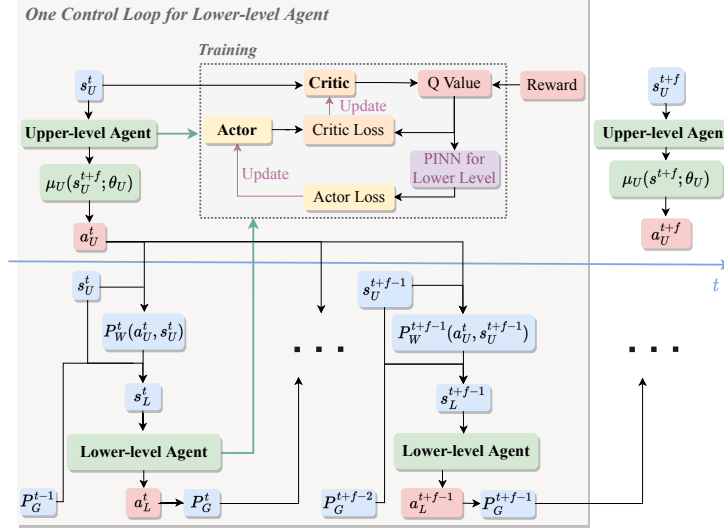 One Control Loop for Lower-level Agent
Training
s_U^t
Critic
Q Value
Reward
s_U^{t+f}
Update
Upper-level Agent
Actor
Critic Loss
Upper-level Agent
PINN for
Lower Level
μ_U(s_U^{t+f};θ_U)
Update
μ_U(s^{t+f};θ_U)
Actor Loss
a_U^t
a_U^{t+f}
t
s_U^t
s_U^{t+f-1}
P_W^t(a_U^t, s_U^t)
P_W^{t+f-1}(a_U^t, s_U^{t+f-1})
s_L^t
s_L^{t+f-1}
Lower-level Agent
Lower-level Agent
P_G^{t-1}
a_L^t
P_G^t
P_G^{t+f-2}
a_L^{t+f-1}
P_G^{t+f-1}